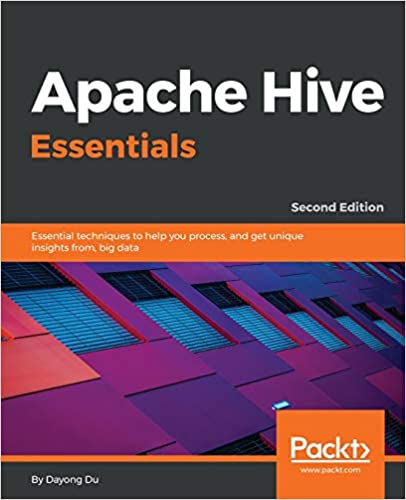 Apache Hive
Essentials
Second Edition
Essential techniques to help you process, and get unique
insights from, big data
Packt>
www.packt.com
By Dayong Du